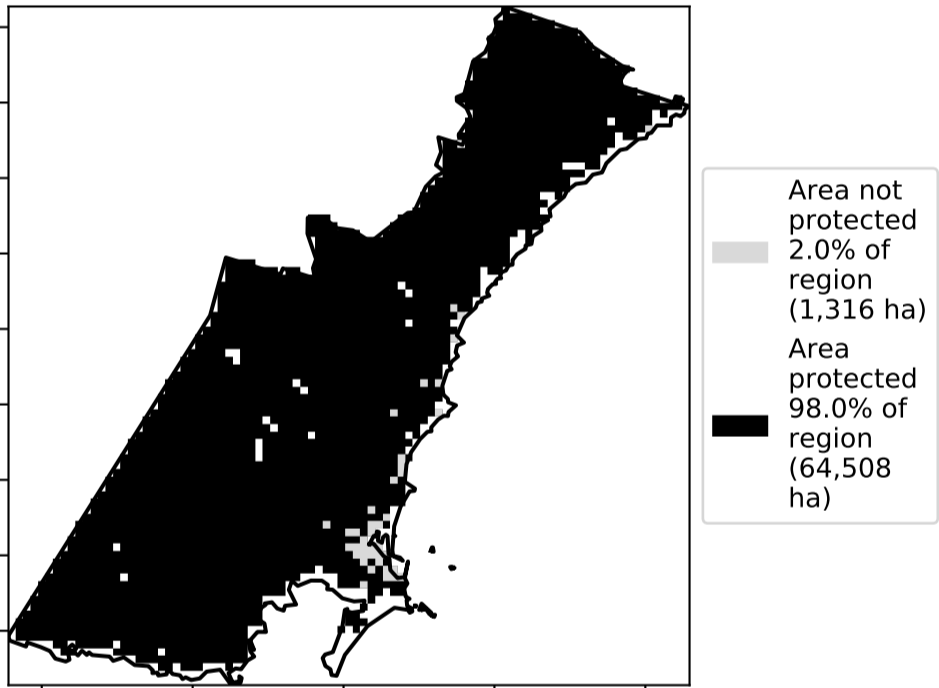 Area not
protected
2.0% of
region
(1,316 ha)
Area
protected
98.0% of
region
(64,508
ha)